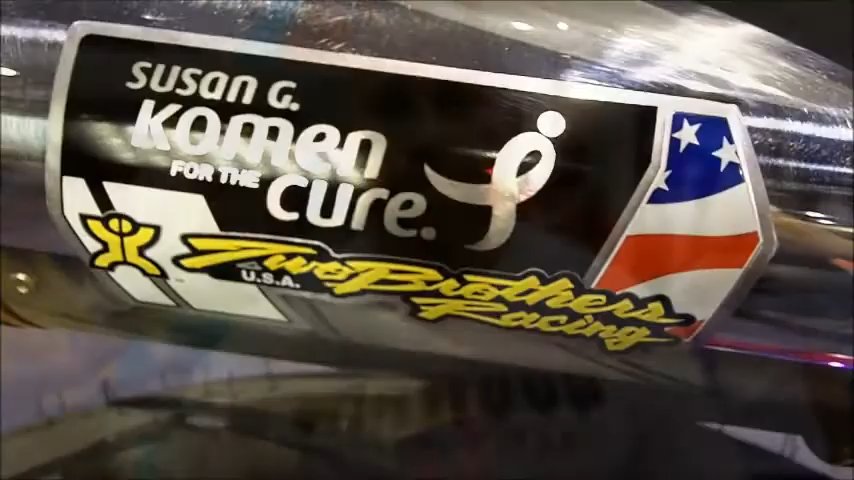 SUSAN G.
Komen
FOR THE
CURE.
Two Brothers
U.S.A.
Racing